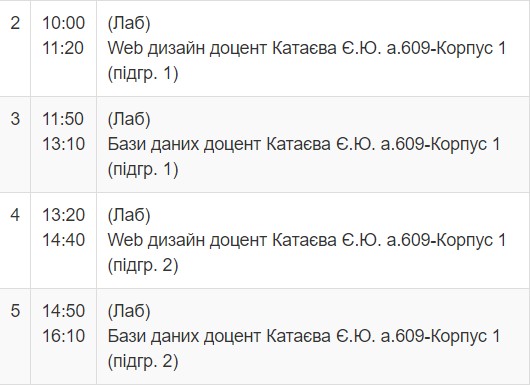 2 10:00 (Лаб)
11:20 Web дизайн доцент Катаєва Є.Ю. а.609-Корпус 1
(підгр. 1)
3 11:50 (Лаб)
13:10 Бази даних доцент Катаєва Є.Ю. а.609-Корпус 1
(підгр. 1)
4 13:20 (Лаб)
14:40 Web дизайн доцент Катаєва Є.Ю. а.609-Корпус 1
(підгр. 2)
5 14:50 (Лаб)
16:10 Бази даних доцент Катаєва Є.Ю. а.609-Корпус 1
(підгр. 2)